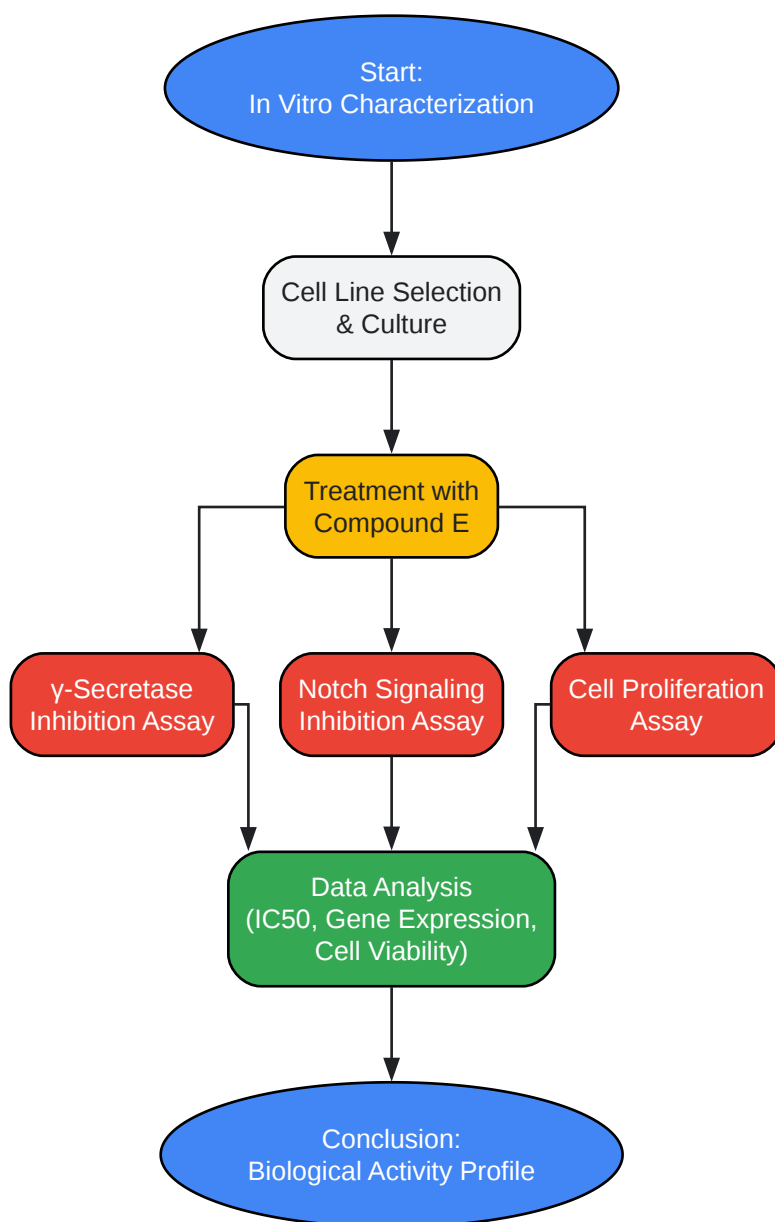 Start:
In Vitro Characterization
Cell Line Selection
& Culture
Treatment with
Compound E
γ-Secretase
Inhibition Assay
Notch Signaling
Inhibition Assay
Cell Proliferation
Assay
Data Analysis
(IC50, Gene Expression,
Cell Viability)
Conclusion:
Biological Activity Profile